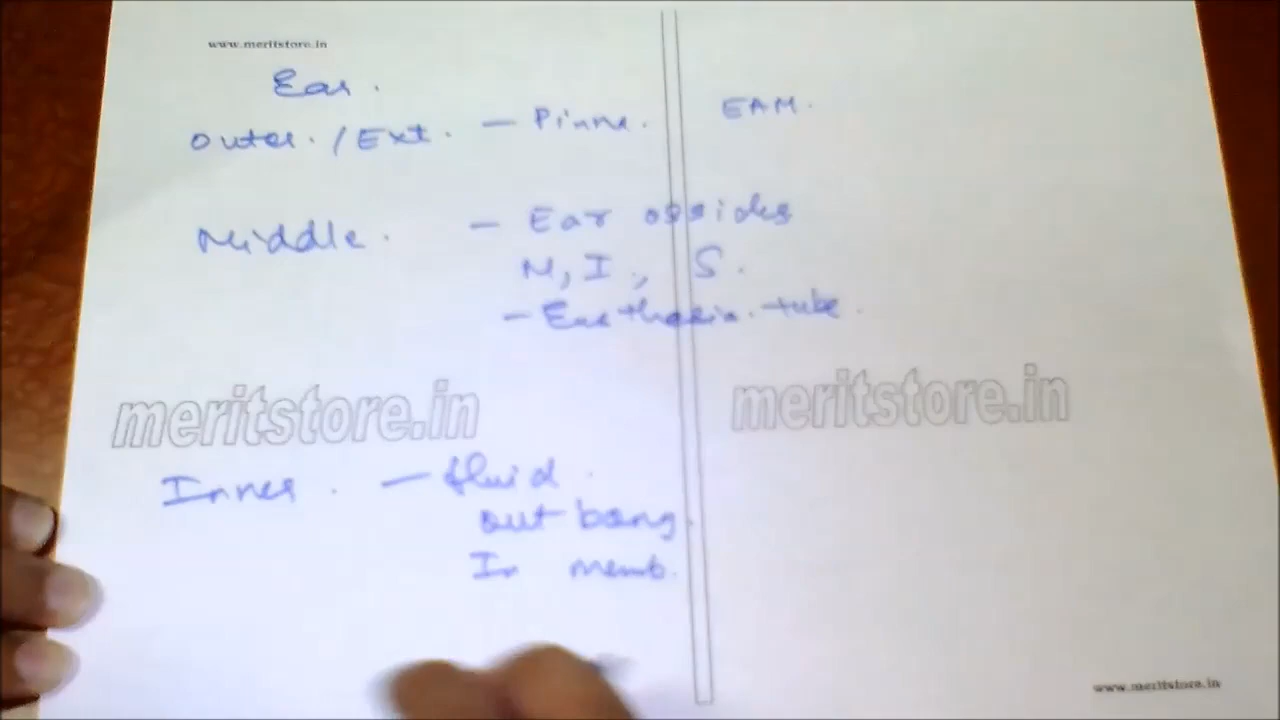 www.meritstore.in
Ear.
Outer. / Ext. - Pinna. EAM.
Middle. - Ear ossicles
M, I, S.
- Eusthacin. tube.
meritstore.in meritstore.in
Inner. - fluid.
out bony.
In memb.
www.meritstore.in